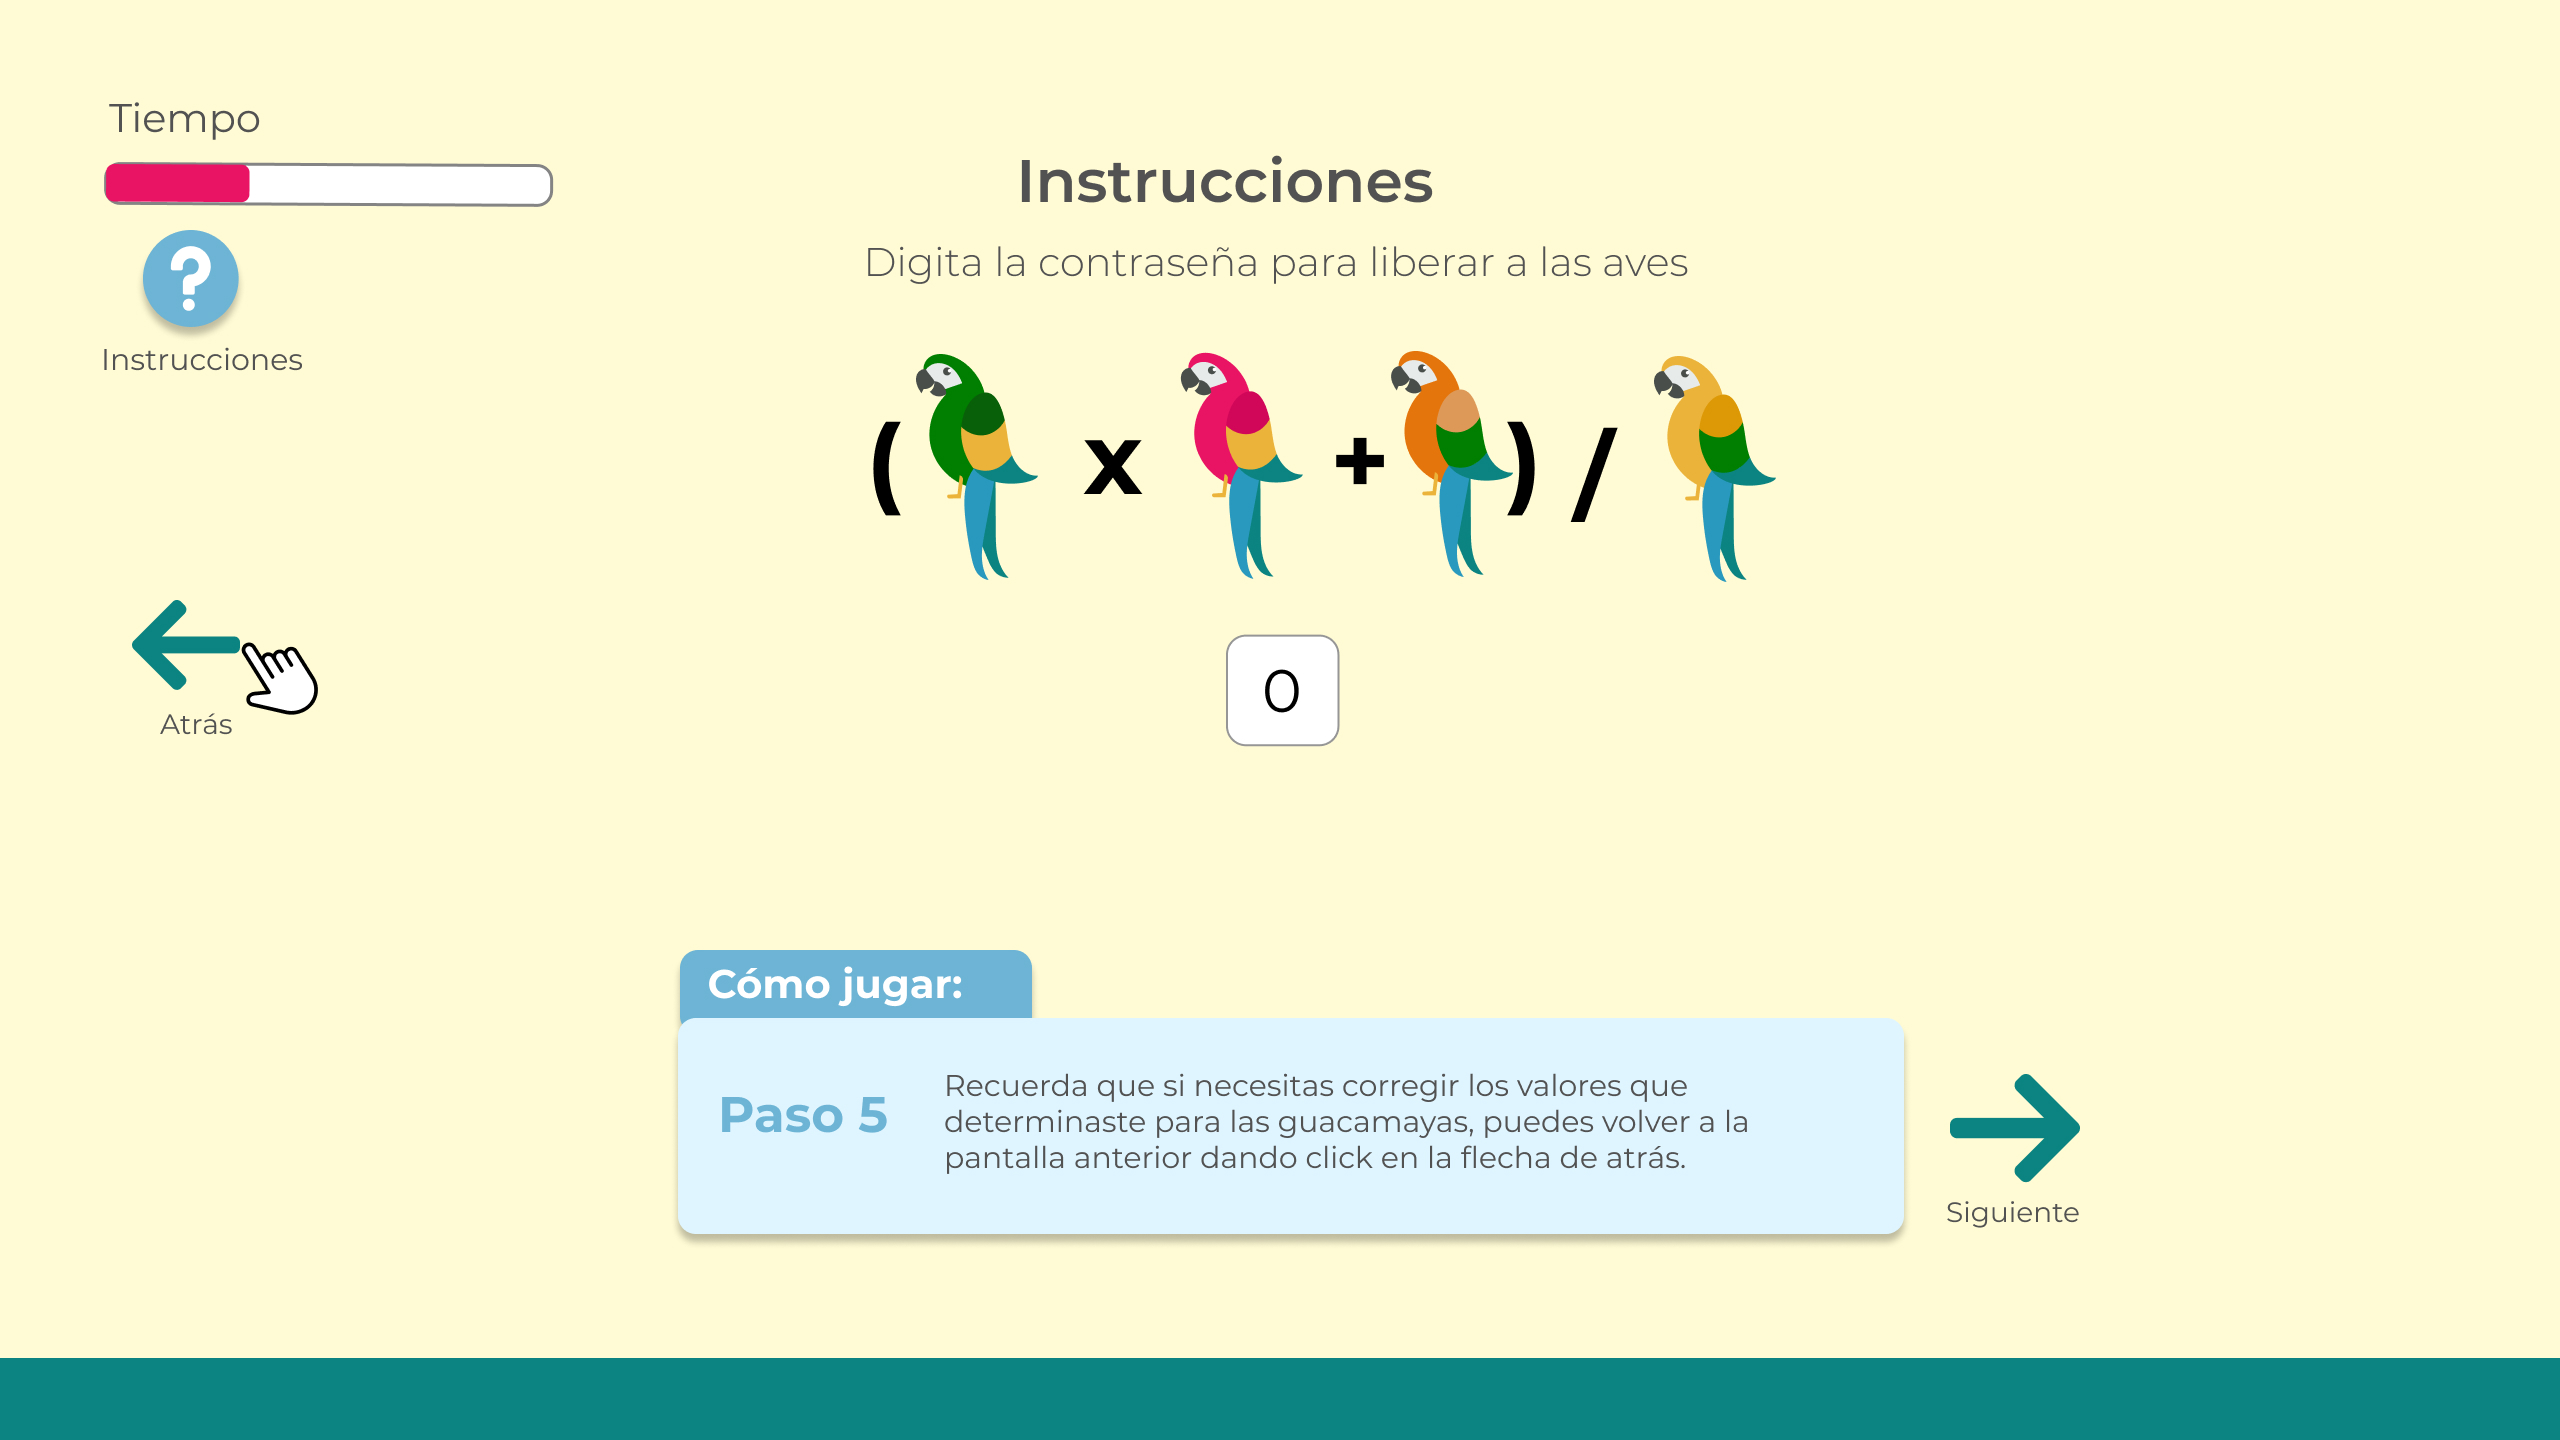 Tiempo
Instrucciones
Instrucciones
Digita la contraseña para liberar a las aves
( x + ) /
0
Atrás
Cómo jugar:
Paso 5
Recuerda que si necesitas corregir los valores que
determinaste para las guacamayas, puedes volver a la
pantalla anterior dando click en la flecha de atrás.
Siguiente